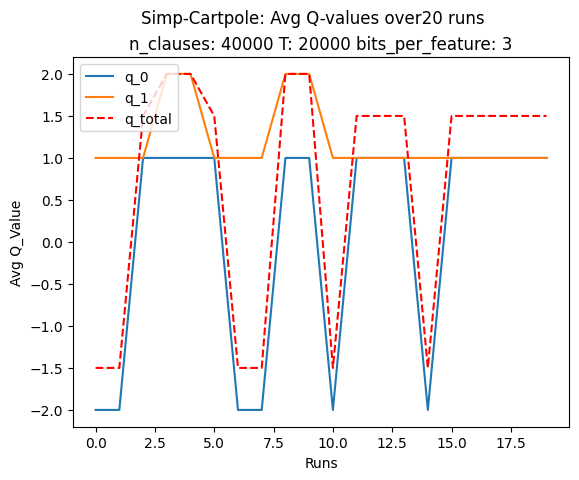 Simp-Cartpole: Avg Q-values over20 runs
n_clauses: 40000 T: 20000 bits_per_feature: 3
q_0
q_1
q_total
2.0
1.5
1.0
0.5
0.0
−0.5
−1.0
−1.5
−2.0
Avg Q_Value
0.0 2.5 5.0 7.5 10.0 12.5 15.0 17.5
Runs